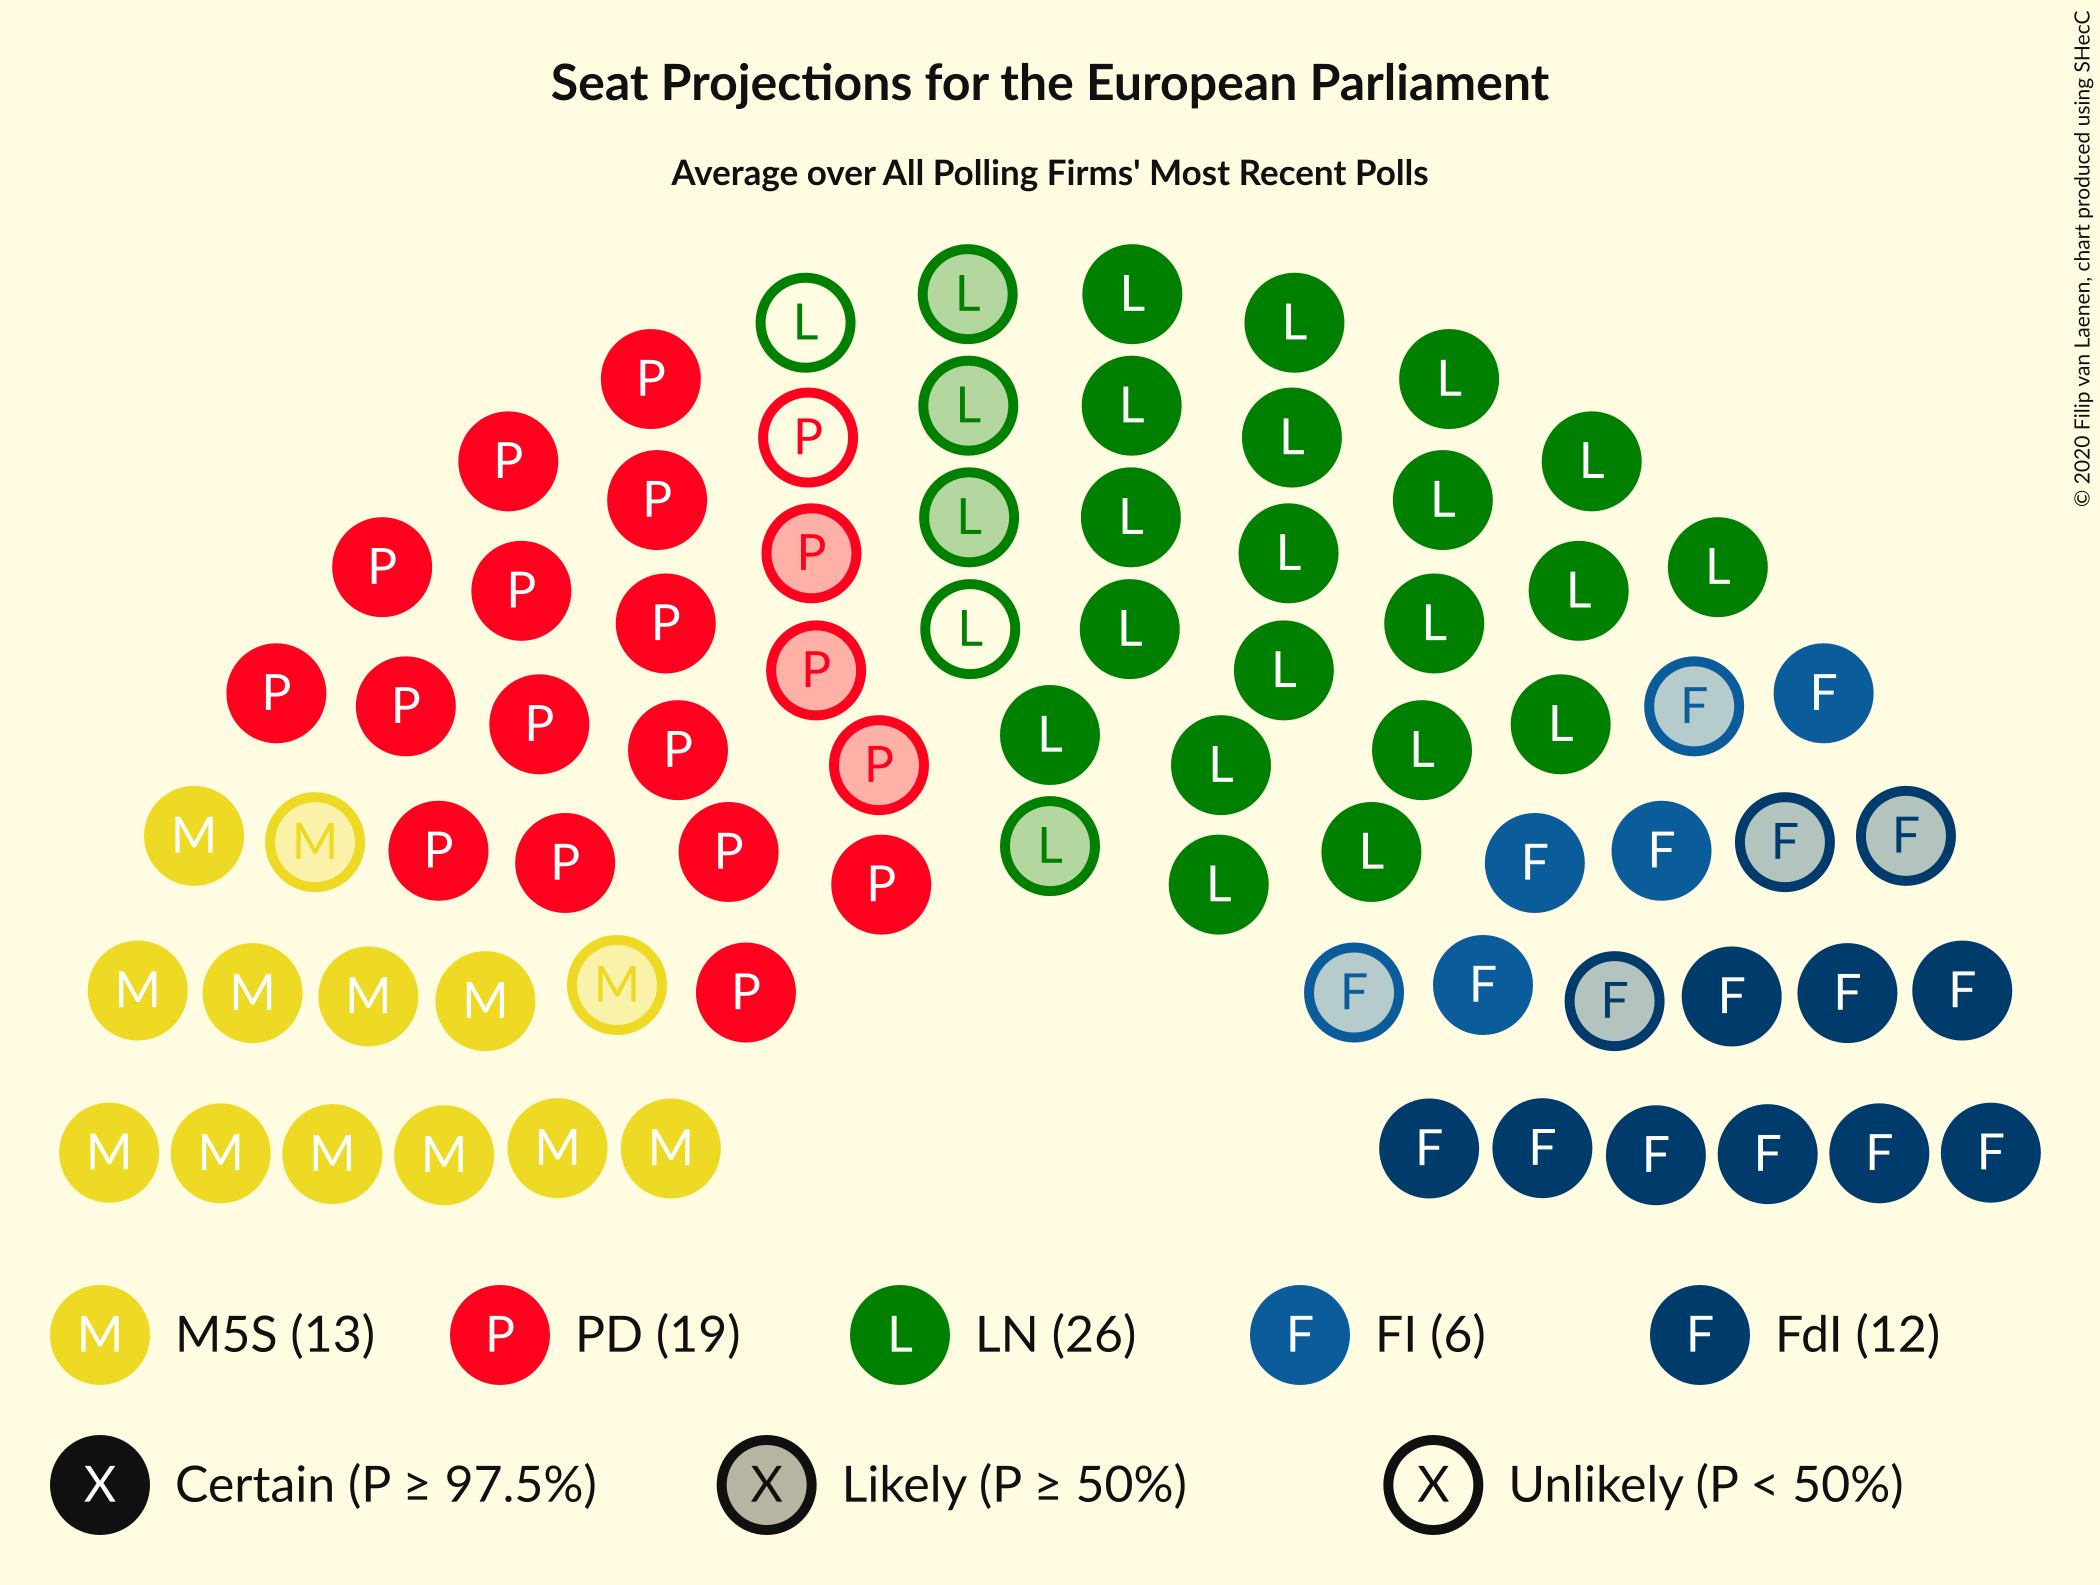 Seat Projections for the European Parliament
Average over All Polling Firms' Most Recent Polls
© 2020 Filip van Laenen, chart produced using SHecC
L L L L
P L
P P L L L L
P L L
P P L L L
P P L L L L
P L L L L
P P P L L
P P P L F F
P P L L L
M M P P P L L F F F F
P L
M M M M M P F F F F F F
M M M M M M F F F F F F
M M5S (13) P PD (19) L LN (26) F FI (6) F FdI (12)
X Certain (P ≥ 97.5%) X Likely (P ≥ 50%) X Unlikely (P < 50%)